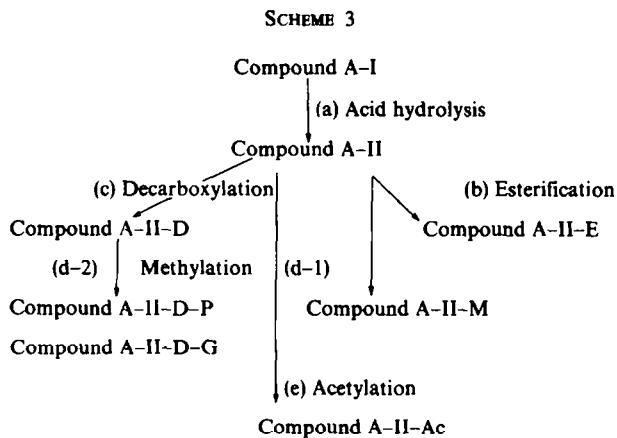 SCHEME 3
Compound A-I
(a) Acid hydrolysis
Compound A-II
(c) Decarboxylation
(b) Esterification
Compound A-II-D
Compound A-II-E
(d-2) Methylation (d-1)
Compound A-II-D-P
Compound A-II-M
Compound A-II-D-G
(e) Acetylation
Compound A-II-Ac